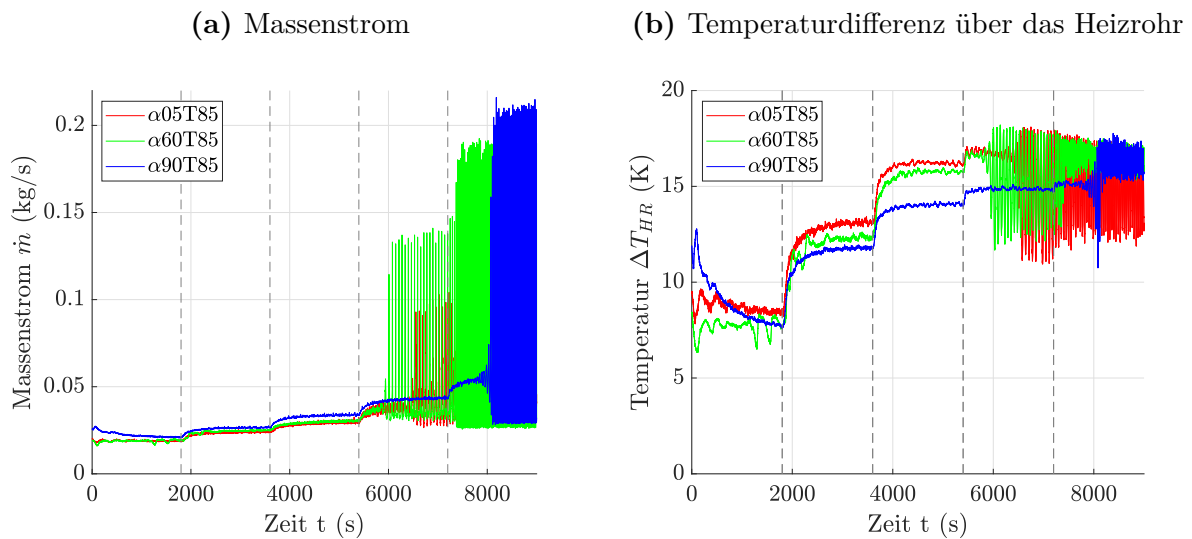 (a) Massenstrom
α05T85
α60T85
α90T85
0.2
0.15
0.1
0.05
0
Massenstrom ṁ (kg/s)
0 2000 4000 6000 8000
Zeit t (s)
(b) Temperaturdifferenz über das Heizrohr
α05T85
α60T85
α90T85
20
15
10
5
0
Temperatur ΔT_HR (K)
0 2000 4000 6000 8000
Zeit t (s)